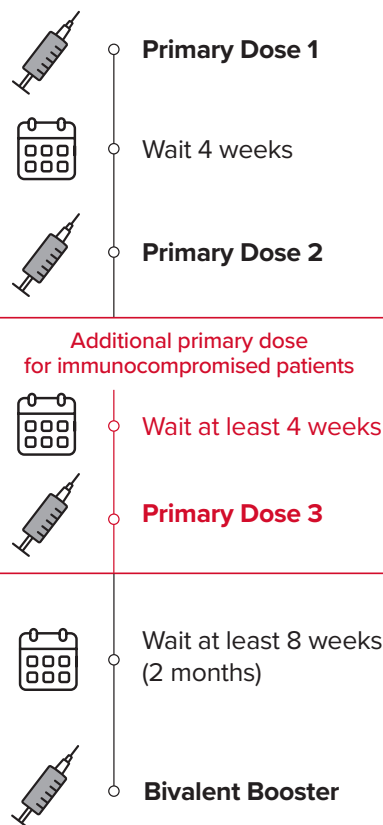 Primary Dose 1
Wait 4 weeks
Primary Dose 2
Additional primary dose
for immunocompromised patients
Wait at least 4 weeks
Primary Dose 3
Wait at least 8 weeks
(2 months)
Bivalent Booster